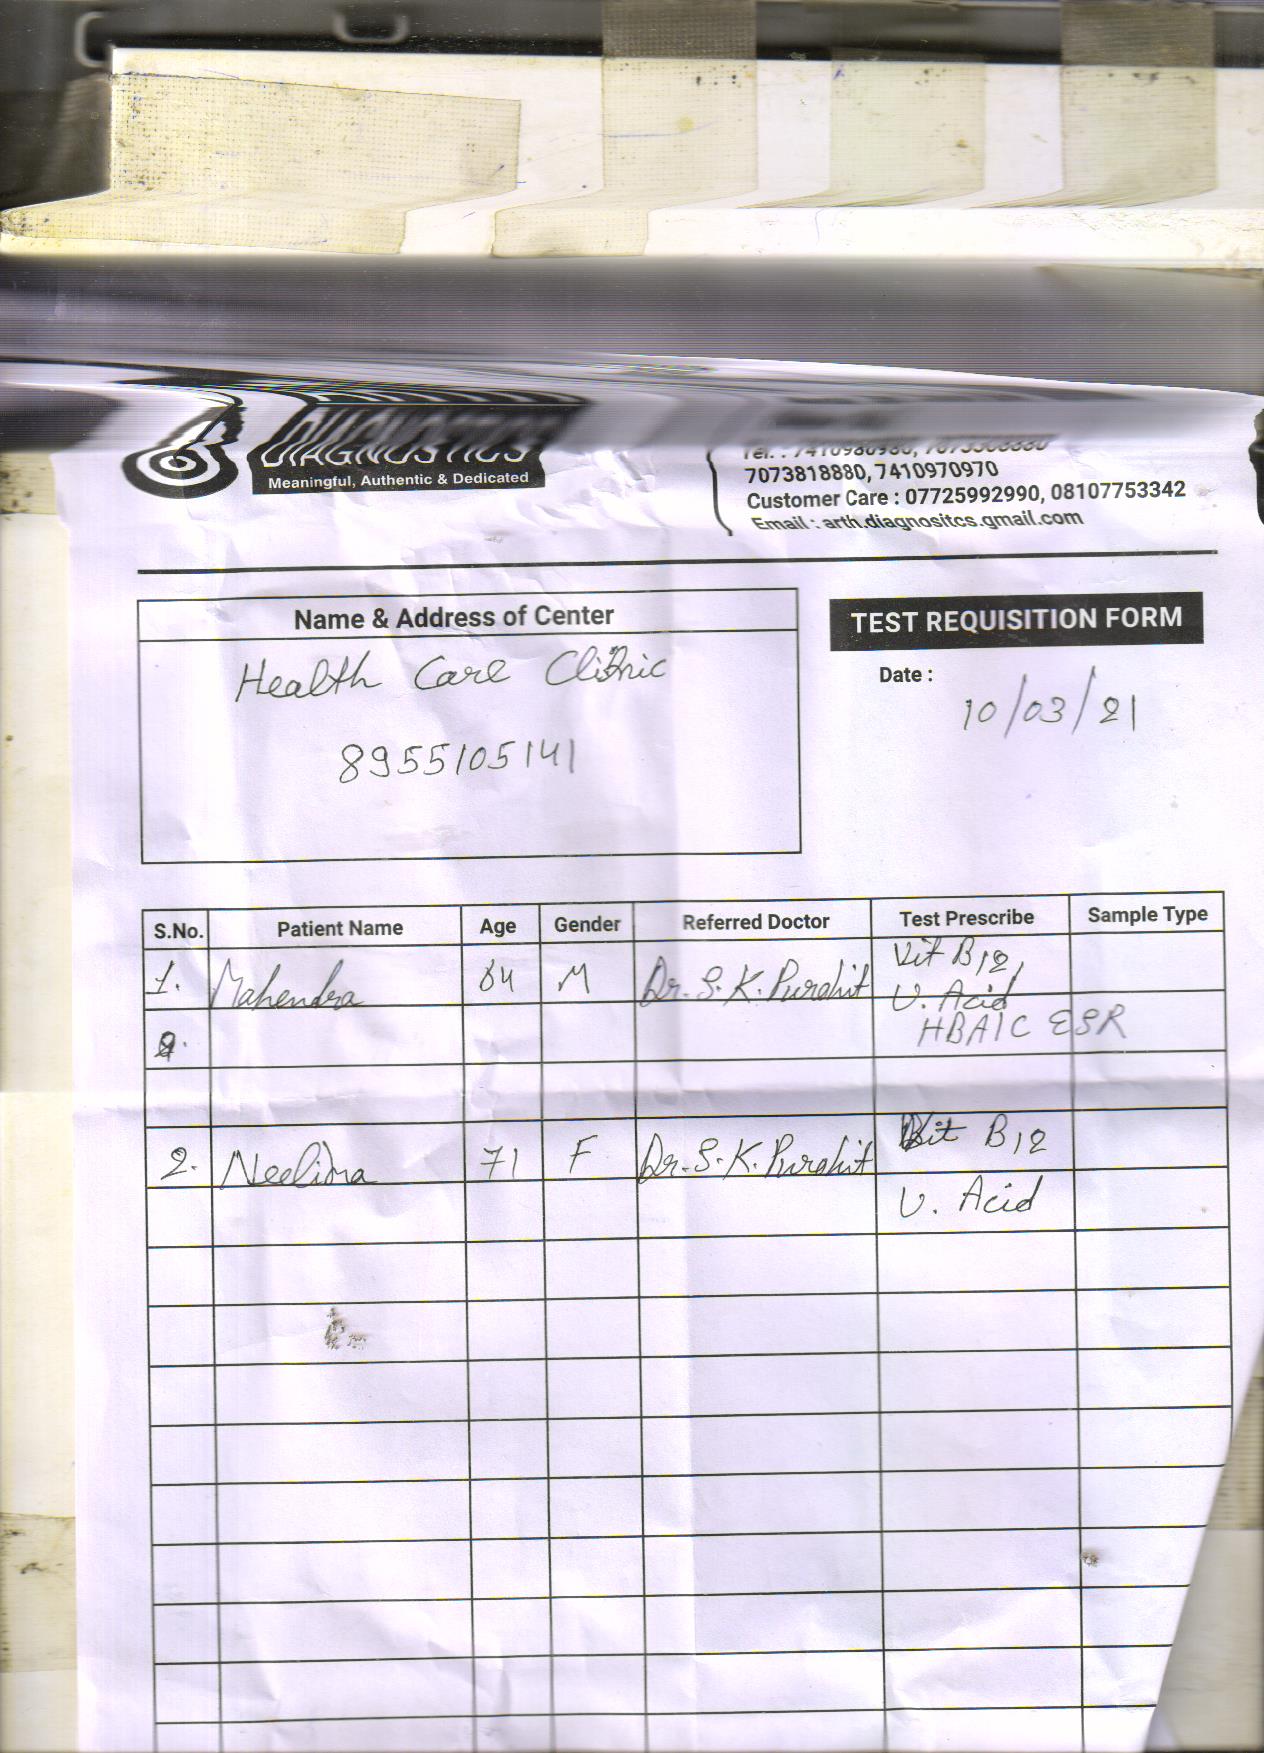 DIAGNOSTICS
Meaningful, Authentic & Dedicated
Tel. : 7410980980,
7073818880, 7410970970
Customer Care : 07725992990, 08107753342
Email : arth.diagnositcs.gmail.com
Name & Address of Center
TEST REQUISITION FORM
Health Care Clinic
Date :
10/03/21
8955105141
S.No. Patient Name Age Gender Referred Doctor Test Prescribe Sample Type
1. Mahendra 84 M Dr. S. K. Purohit Vit B12,
U. Acid
HBA1C ESR
2. Neelima 71 F Dr. S. K. Purohit Vit B12
U. Acid